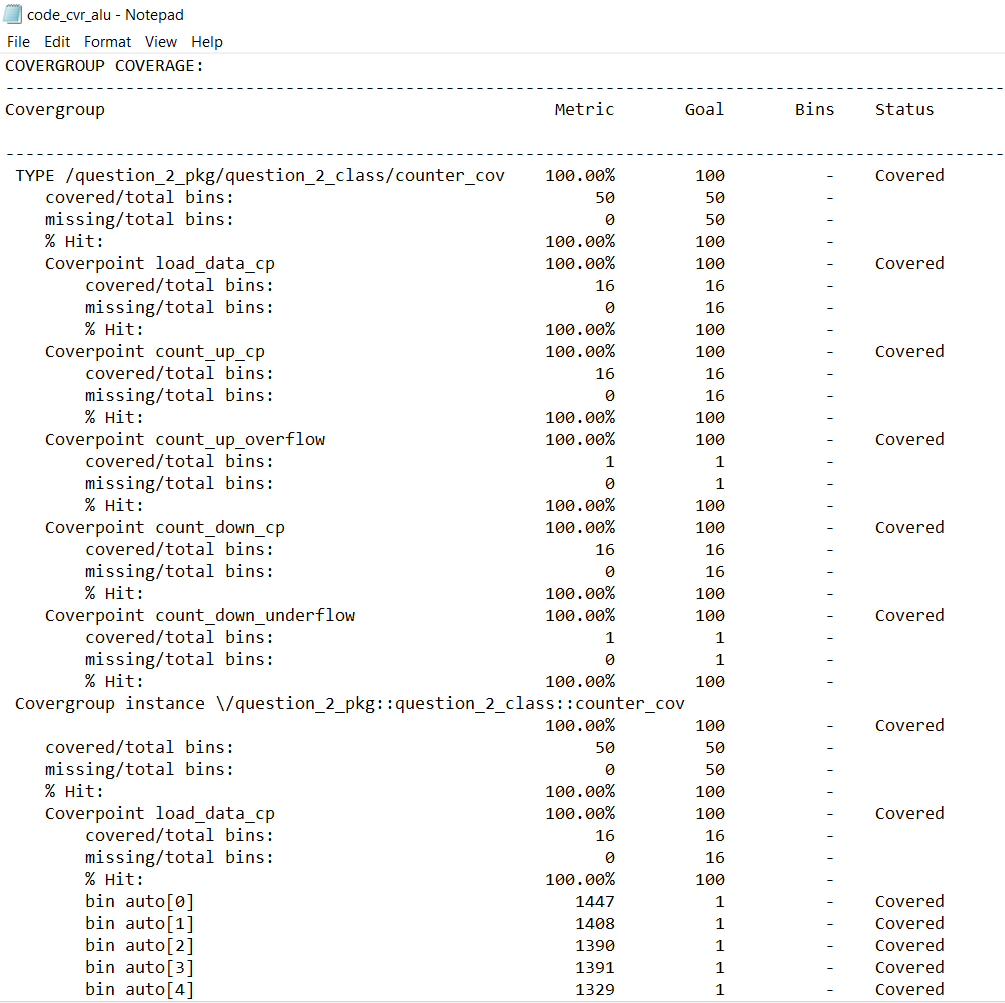 code_cvr_alu - Notepad
File Edit Format View Help
COVERGROUP COVERAGE:
----------------------------------------------------------------------------------------------------
Covergroup Metric Goal Bins Status
----------------------------------------------------------------------------------------------------
TYPE /question_2_pkg/question_2_class/counter_cov 100.00% 100 - Covered
covered/total bins: 50 50 -
missing/total bins: 0 50 -
% Hit: 100.00% 100 -
Coverpoint load_data_cp 100.00% 100 - Covered
covered/total bins: 16 16 -
missing/total bins: 0 16 -
% Hit: 100.00% 100 -
Coverpoint count_up_cp 100.00% 100 - Covered
covered/total bins: 16 16 -
missing/total bins: 0 16 -
% Hit: 100.00% 100 -
Coverpoint count_up_overflow 100.00% 100 - Covered
covered/total bins: 1 1 -
missing/total bins: 0 1 -
% Hit: 100.00% 100 -
Coverpoint count_down_cp 100.00% 100 - Covered
covered/total bins: 16 16 -
missing/total bins: 0 16 -
% Hit: 100.00% 100 -
Coverpoint count_down_underflow 100.00% 100 - Covered
covered/total bins: 1 1 -
missing/total bins: 0 1 -
% Hit: 100.00% 100 -
Covergroup instance \/question_2_pkg::question_2_class::counter_cov
100.00% 100 - Covered
covered/total bins: 50 50 -
missing/total bins: 0 50 -
% Hit: 100.00% 100 -
Coverpoint load_data_cp 100.00% 100 - Covered
covered/total bins: 16 16 -
missing/total bins: 0 16 -
% Hit: 100.00% 100 -
bin auto[0] 1447 1 - Covered
bin auto[1] 1408 1 - Covered
bin auto[2] 1390 1 - Covered
bin auto[3] 1391 1 - Covered
bin auto[4] 1329 1 - Covered